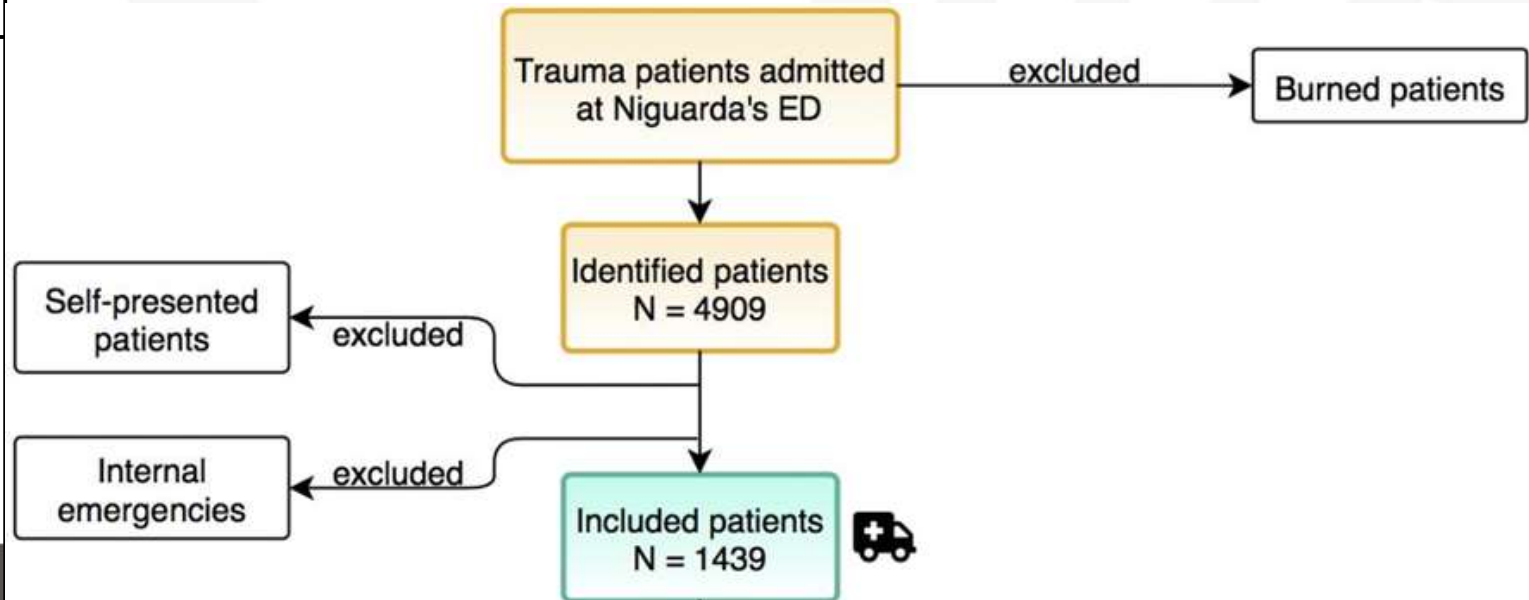 Trauma patients admitted
at Niguarda's ED
excluded
Burned patients
Identified patients
N = 4909
Self-presented
patients
excluded
Internal
emergencies
excluded
Included patients
N = 1439